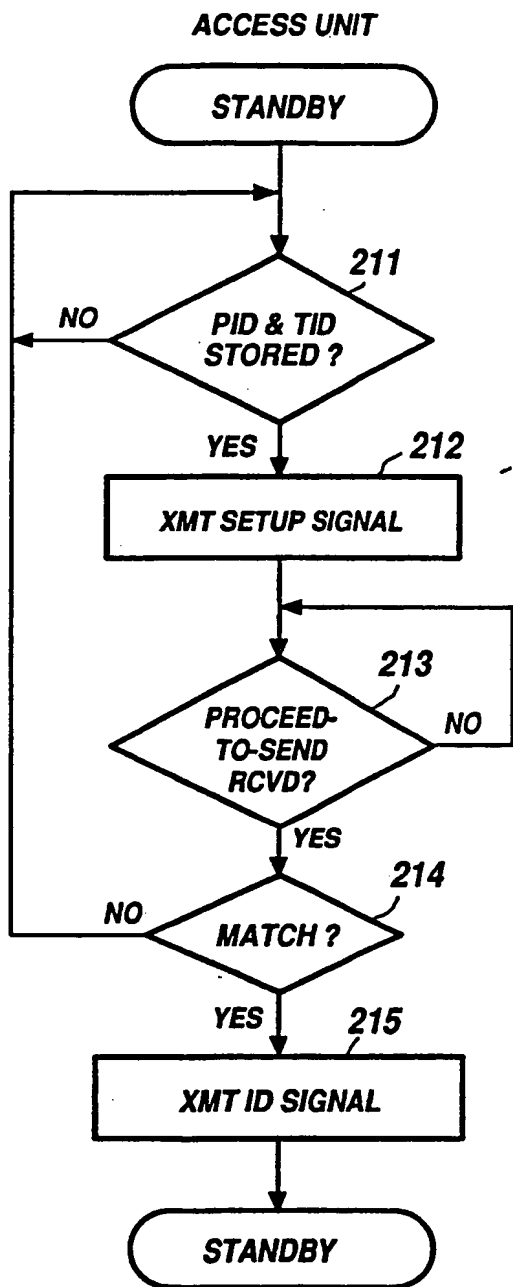 ACCESS UNIT
STANDBY
211
PID & TID
STORED ?
NO
YES
212
XMT SETUP SIGNAL
213
PROCEED-
TO-SEND
RCVD?
NO
YES
214
MATCH ?
NO
YES
215
XMT ID SIGNAL
STANDBY